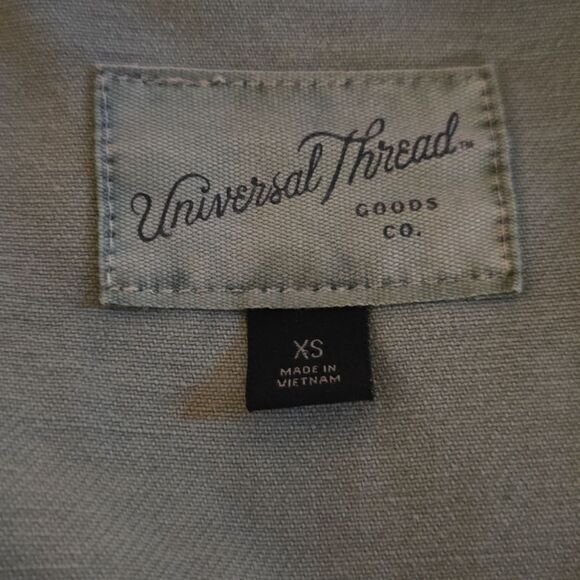 Universal Thread™
GOODS
CO.
XS
MADE IN
VIETNAM